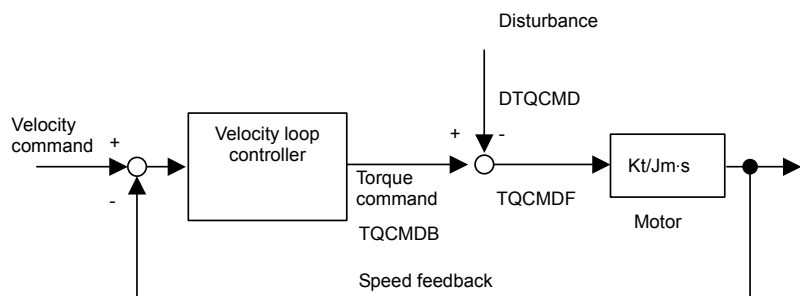 Disturbance
DTQCMD
Velocity
command
+
-
Velocity loop
controller
Torque
command
TQCMDB
+
-
TQCMDF
Kt/Jm·s
Motor
Speed feedback